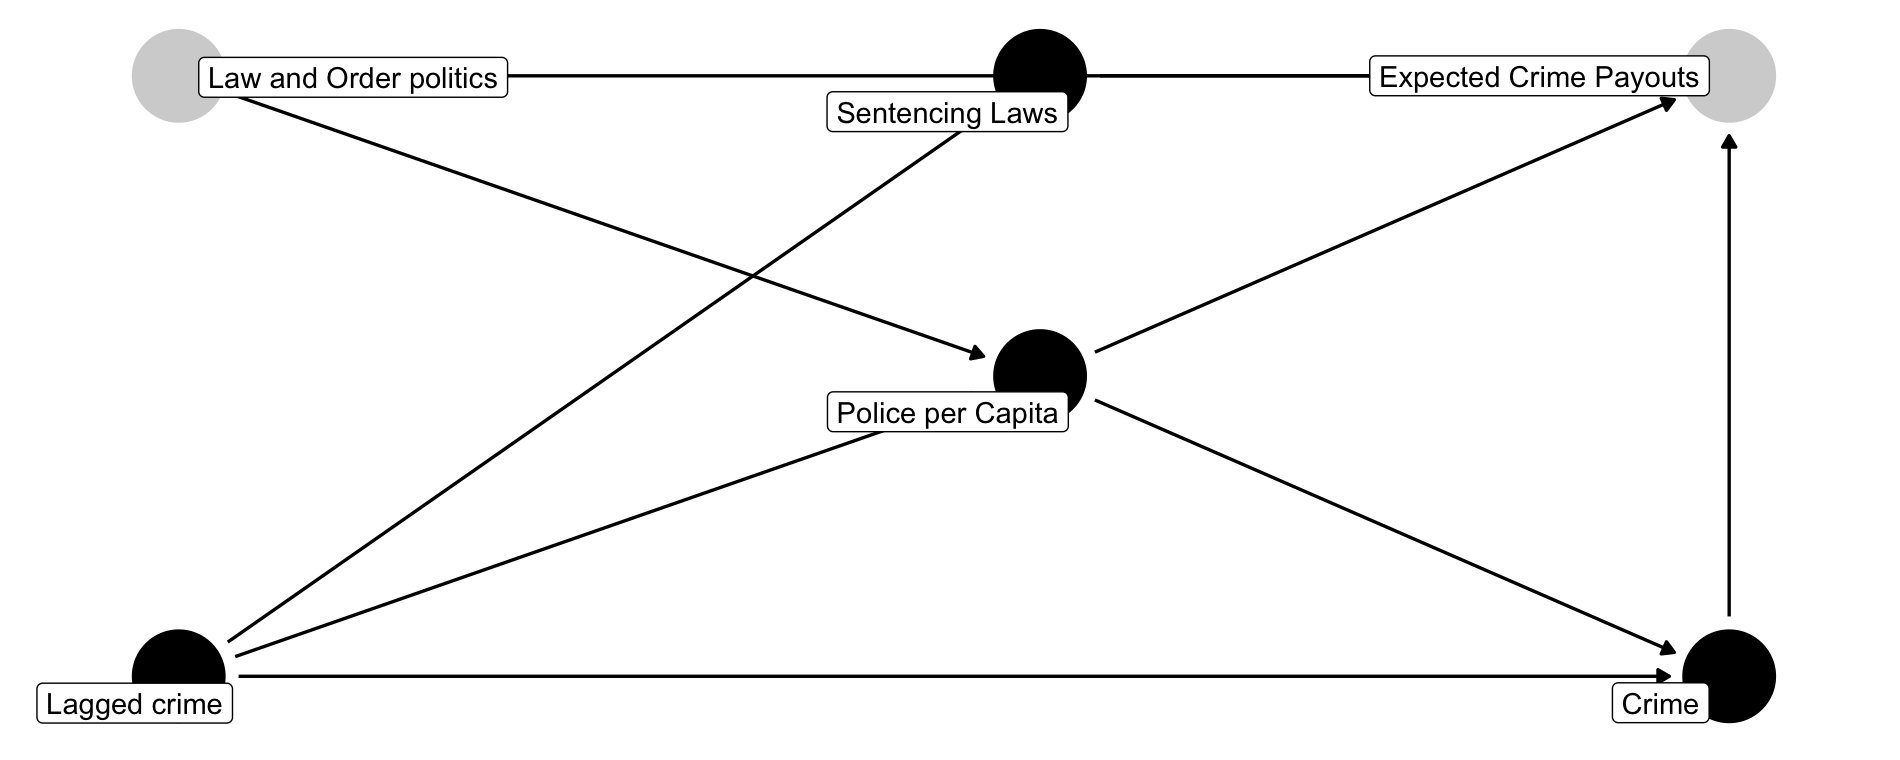 Law and Order politics
Expected Crime Payouts
Sentencing Laws
Police per Capita
Lagged crime
Crime